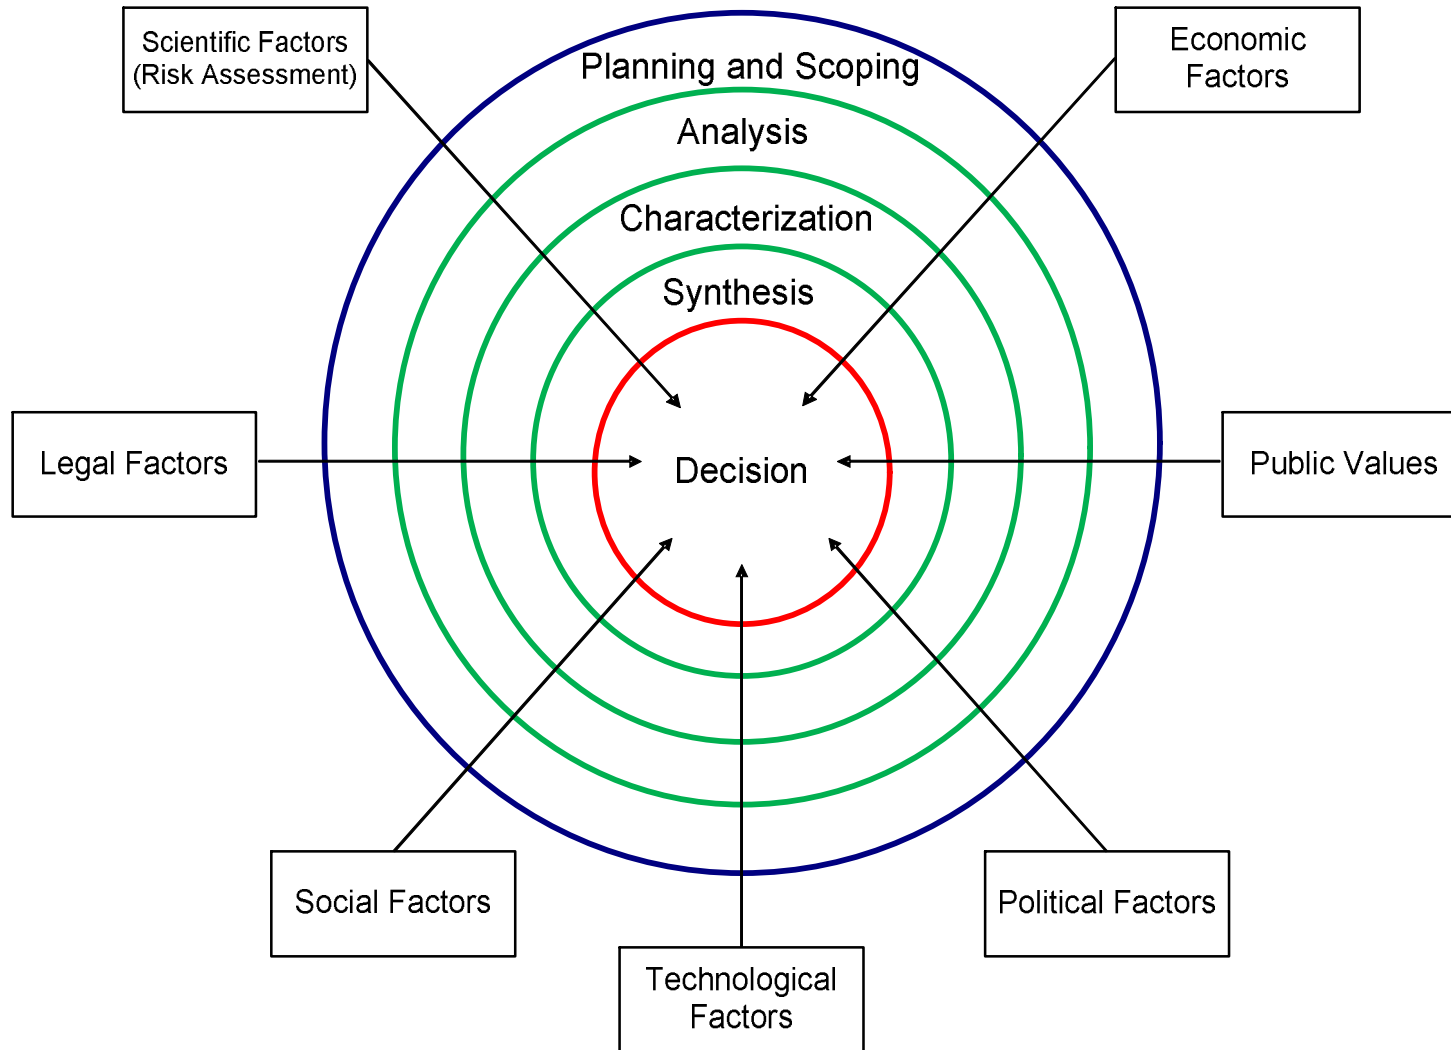 Scientific Factors
(Risk Assessment)
Economic
Factors
Planning and Scoping
Analysis
Characterization
Synthesis
Legal Factors
Decision
Public Values
Social Factors
Political Factors
Technological
Factors